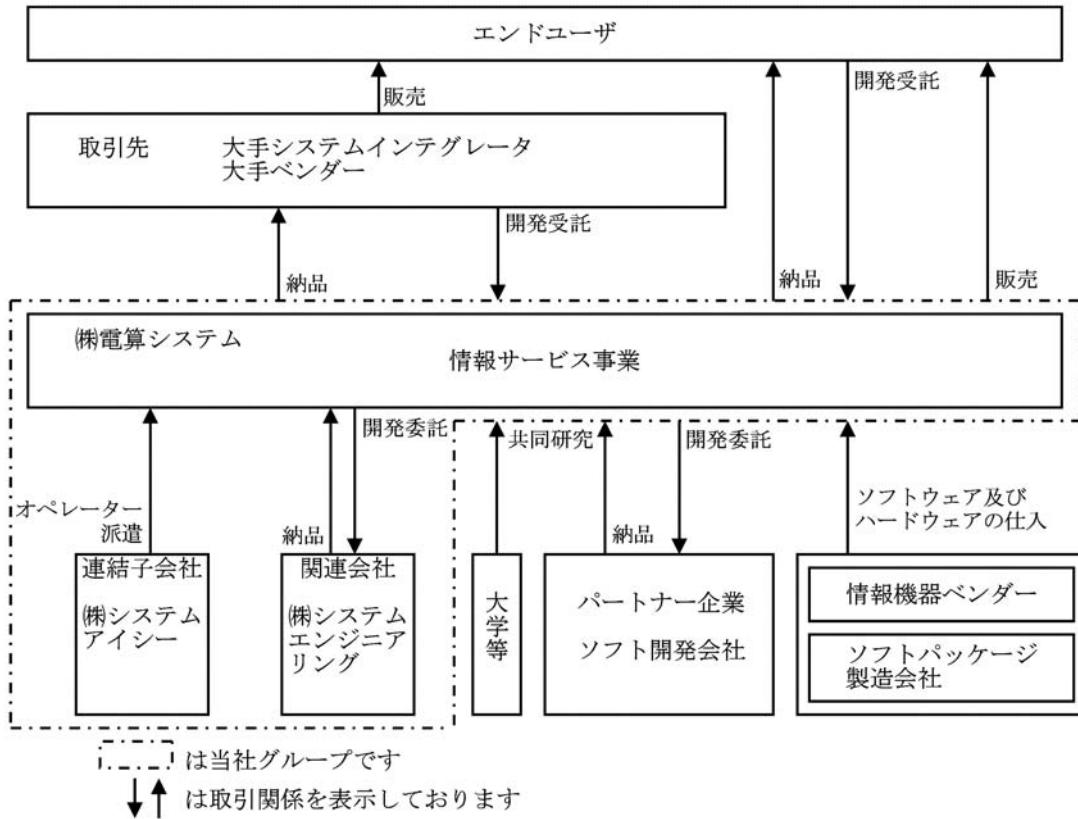 エンドユーザ
販売
開発受託
取引先 大手システムインテグレータ
大手ベンダー
開発受託
納品
納品
販売
㈱電算システム
情報サービス事業
開発委託
共同研究
開発委託
オペレーター
派遣
納品
納品
ソフトウェア及び
ハードウェアの仕入
連結子会社
㈱システム
アイシー
関連会社
㈱システム
エンジニア
リング
大学等
パートナー企業
ソフト開発会社
情報機器ベンダー
ソフトパッケージ
製造会社
は当社グループです
は取引関係を表示しております